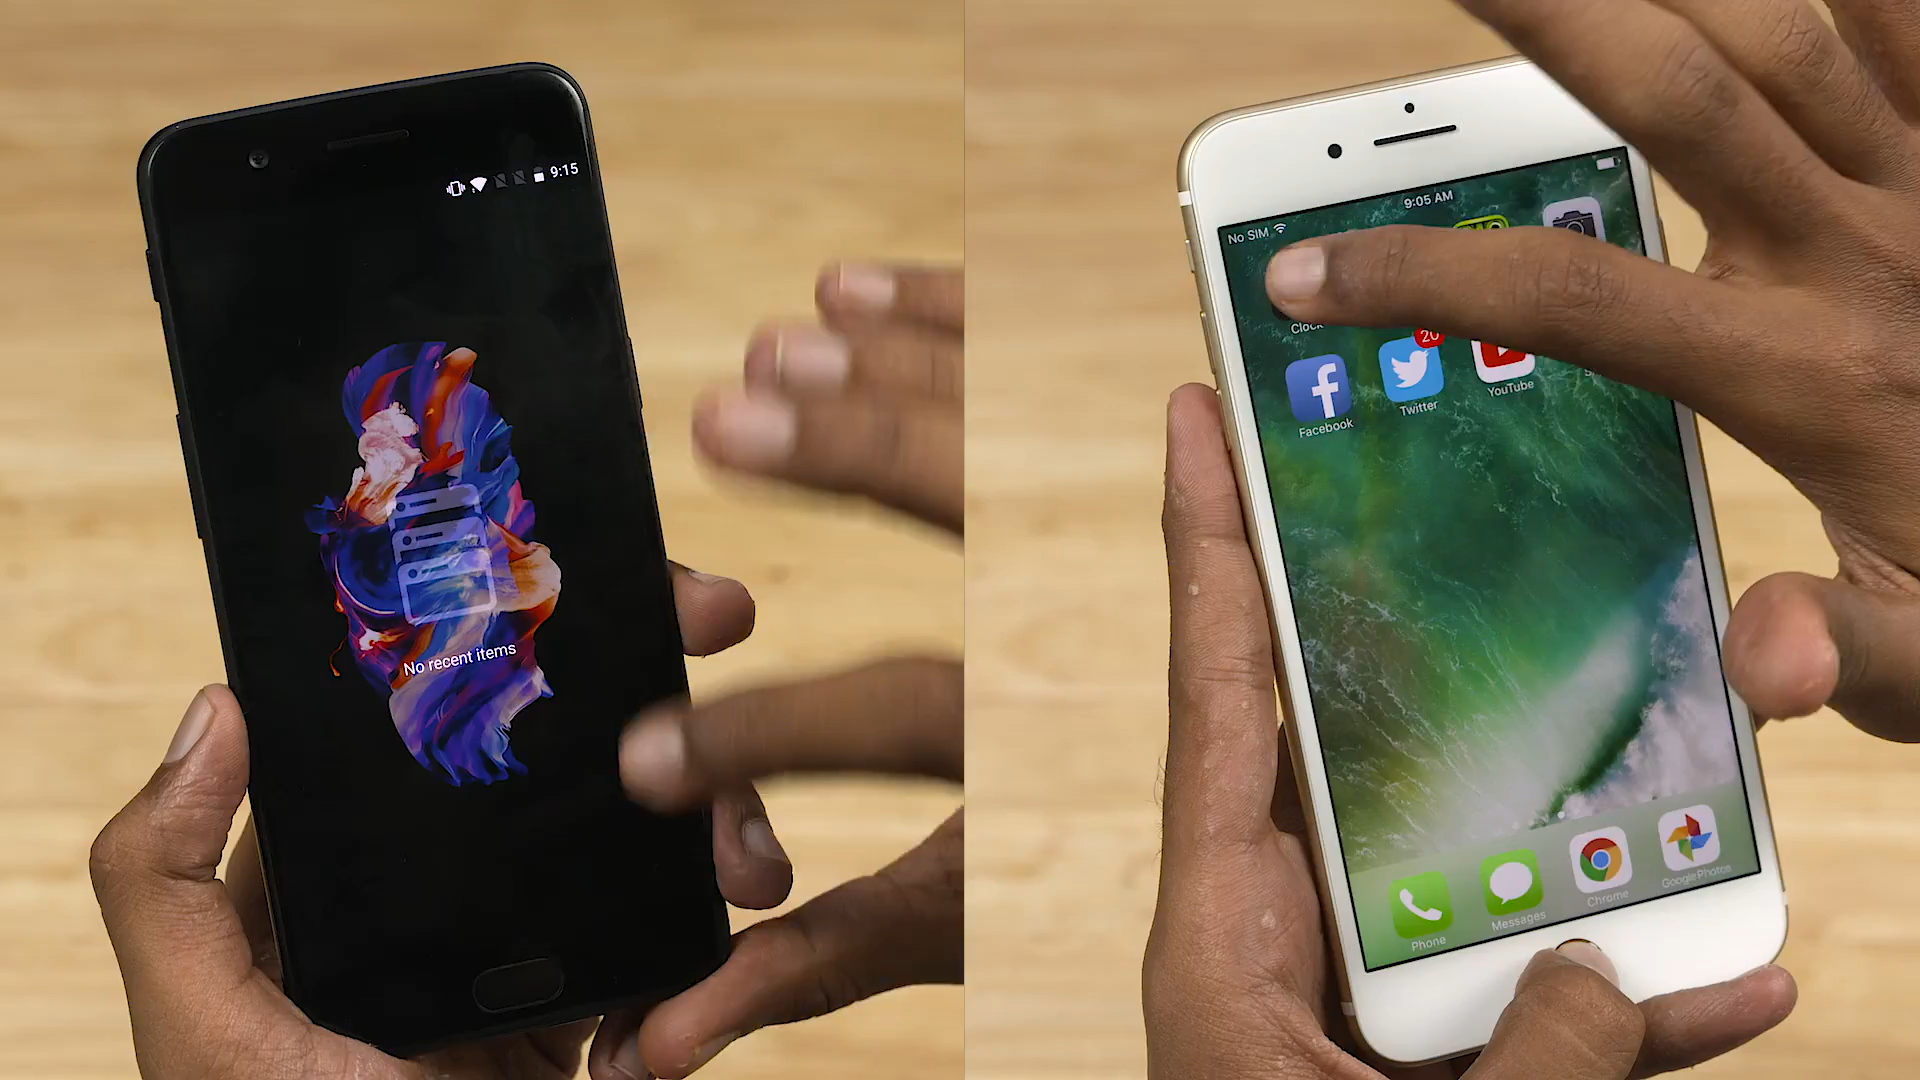 9:15
No recent items
9:05 AM
No SIM
Clock
20
Facebook
Twitter
YouTube
Phone
Messages
Chrome
Google Photos